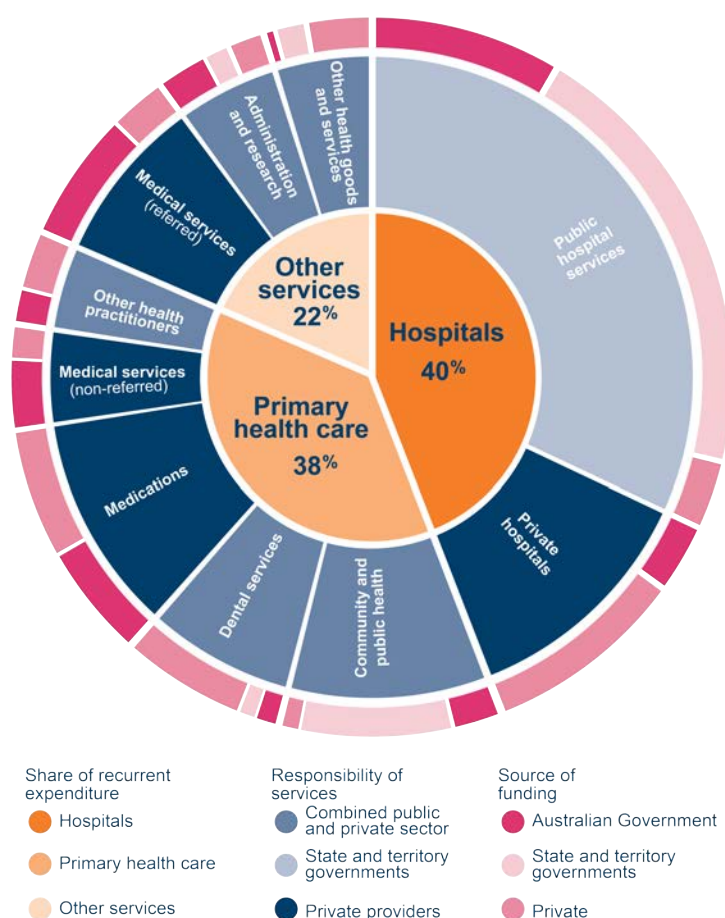 Other health goods
and services
Administration
and research
Medical services
(referred)
Public
hospital
services
Other
services
22%
Hospitals
40%
Other health
practitioners
Medical services
(non-referred)
Primary
health care
38%
Medications
Private
hospitals
Dental services
Community and
public health
Share of recurrent
expenditure
Hospitals
Primary health care
Other services
Responsibility of
services
Combined public
and private sector
State and territory
governments
Private providers
Source of
funding
Australian Government
State and territory
governments
Private